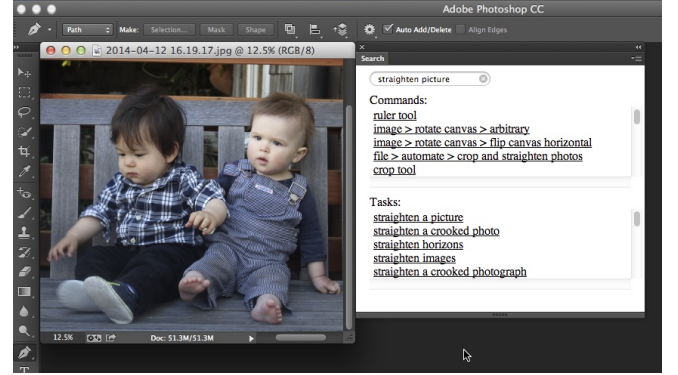 Adobe Photoshop CC
Path Make: Selection... Mask Shape Auto Add/Delete Align Edges
2014-04-12 16.19.17.jpg @ 12.5% (RGB/8)
Search
straighten picture
Commands:
ruler tool
image > rotate canvas > arbitrary
image > rotate canvas > flip canvas horizontal
file > automate > crop and straighten photos
crop tool
Tasks:
straighten a picture
straighten a crooked photo
straighten horizons
straighten images
straighten a crooked photograph
12.5% Doc: 51.3M/51.3M
T